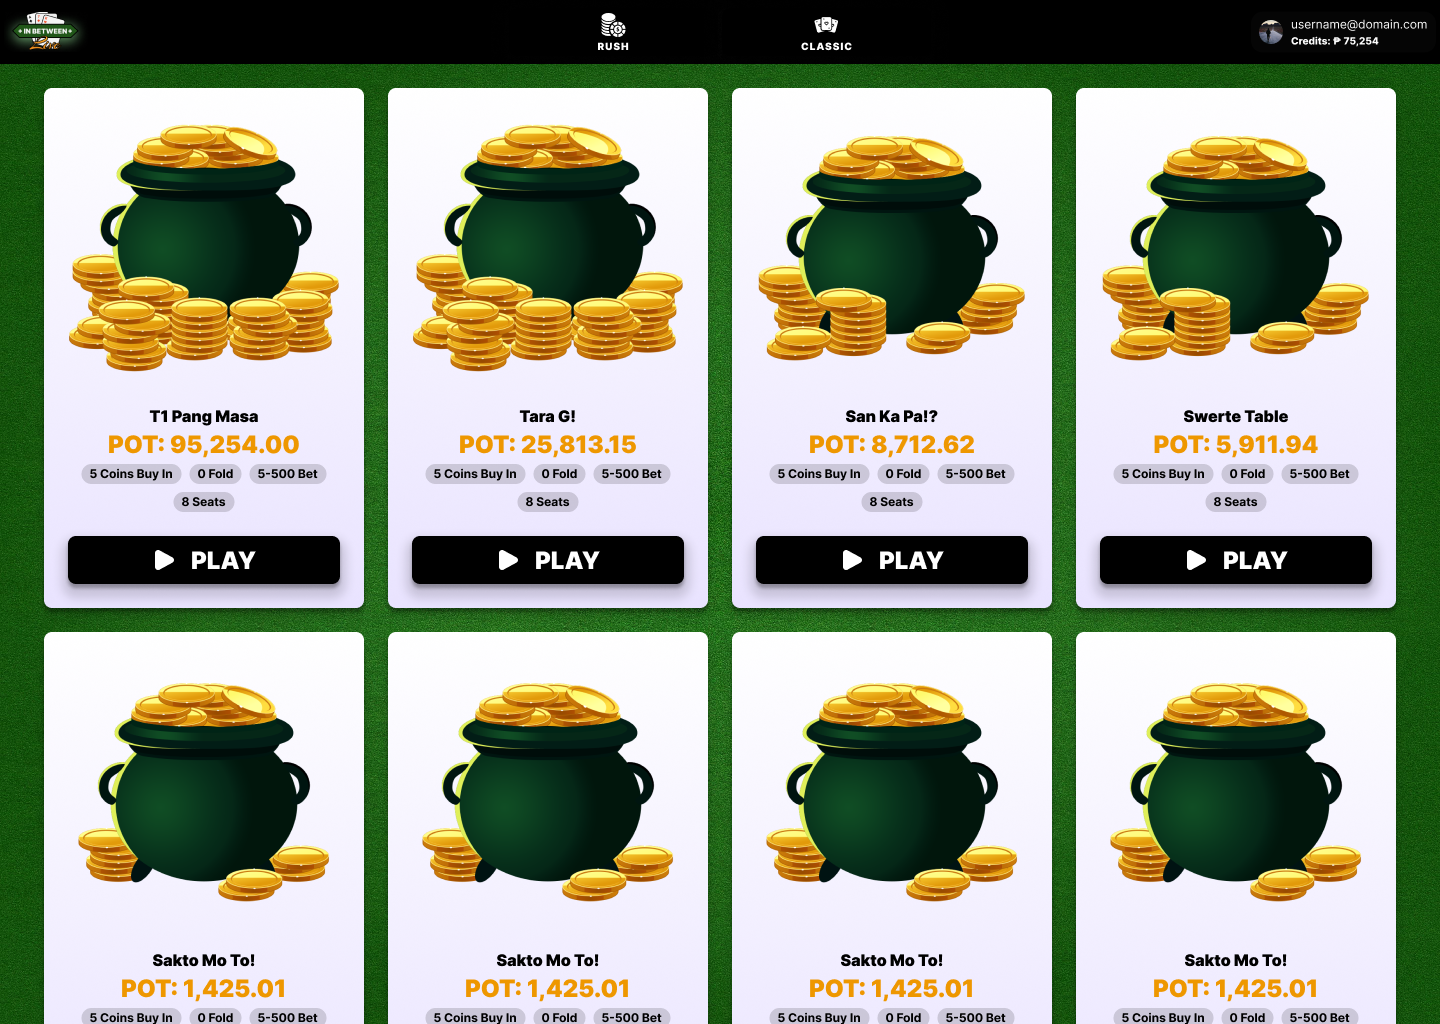 IN BETWEEN
RUSH
CLASSIC
username@domain.com
Credits: ₱ 75,254
T1 Pang Masa
POT: 95,254.00
5 Coins Buy In 0 Fold 5-500 Bet
8 Seats
PLAY
Tara G!
POT: 25,813.15
5 Coins Buy In 0 Fold 5-500 Bet
8 Seats
PLAY
San Ka Pa!?
POT: 8,712.62
5 Coins Buy In 0 Fold 5-500 Bet
8 Seats
PLAY
Swerte Table
POT: 5,911.94
5 Coins Buy In 0 Fold 5-500 Bet
8 Seats
PLAY
Sakto Mo To!
POT: 1,425.01
5 Coins Buy In 0 Fold 5-500 Bet
Sakto Mo To!
POT: 1,425.01
5 Coins Buy In 0 Fold 5-500 Bet
Sakto Mo To!
POT: 1,425.01
5 Coins Buy In 0 Fold 5-500 Bet
Sakto Mo To!
POT: 1,425.01
5 Coins Buy In 0 Fold 5-500 Bet